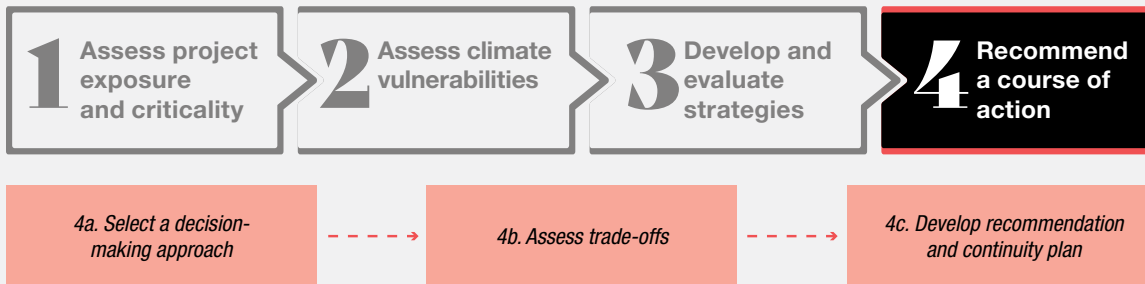 1 Assess project
exposure
and criticality
2 Assess climate
vulnerabilities
3 Develop and
evaluate
strategies
4 Recommend
a course of
action
4a. Select a decision-
making approach
4b. Assess trade-offs
4c. Develop recommendation
and continuity plan